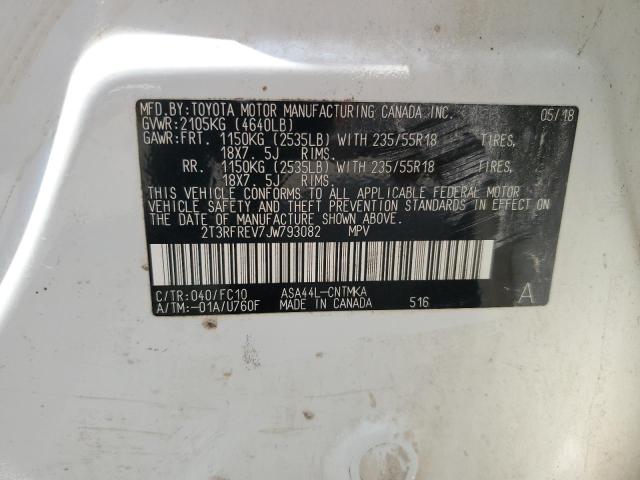 MFD.BY:TOYOTA MOTOR MANUFACTURING CANADA INC. 05/18
GVWR:2105KG (4640LB)
GAWR:FRT. 1150KG (2535LB) WITH 235/55R18 TIRES,
18X7.5J RIMS.
RR. 1150KG (2535LB) WITH 235/55R18 TIRES,
18X7.5J RIMS.
THIS VEHICLE CONFORMS TO ALL APPLICABLE FEDERAL MOTOR
VEHICLE SAFETY AND THEFT PREVENTION STANDARDS IN EFFECT ON
THE DATE OF MANUFACTURE SHOWN ABOVE.
2T3RFREV7JW793082 MPV
C/TR:040/FC10 ASA44L-CNTMKA
A/TM:-01A/U760F MADE IN CANADA 516 A